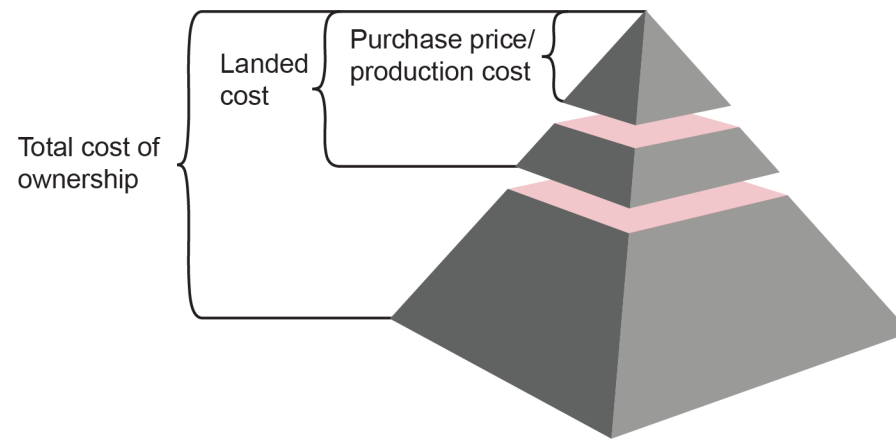 Purchase price/
production cost
Landed
cost
Total cost of
ownership